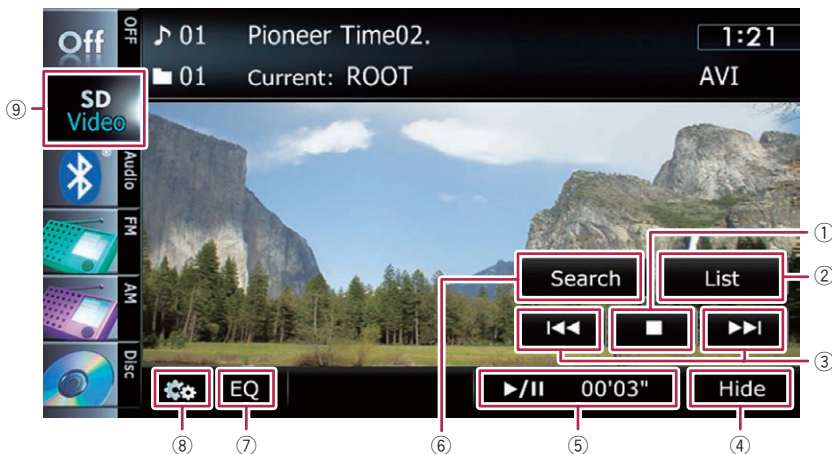 Off
OFF
♪ 01 Pioneer Time02. 1:21
01 Current: ROOT AVI
⑨
SD
Video
Audio
FM
AM
Disc
①
Search
List
②
③
EQ
►/II 00'03"
Hide
⑧
⑦
⑥
⑤
④